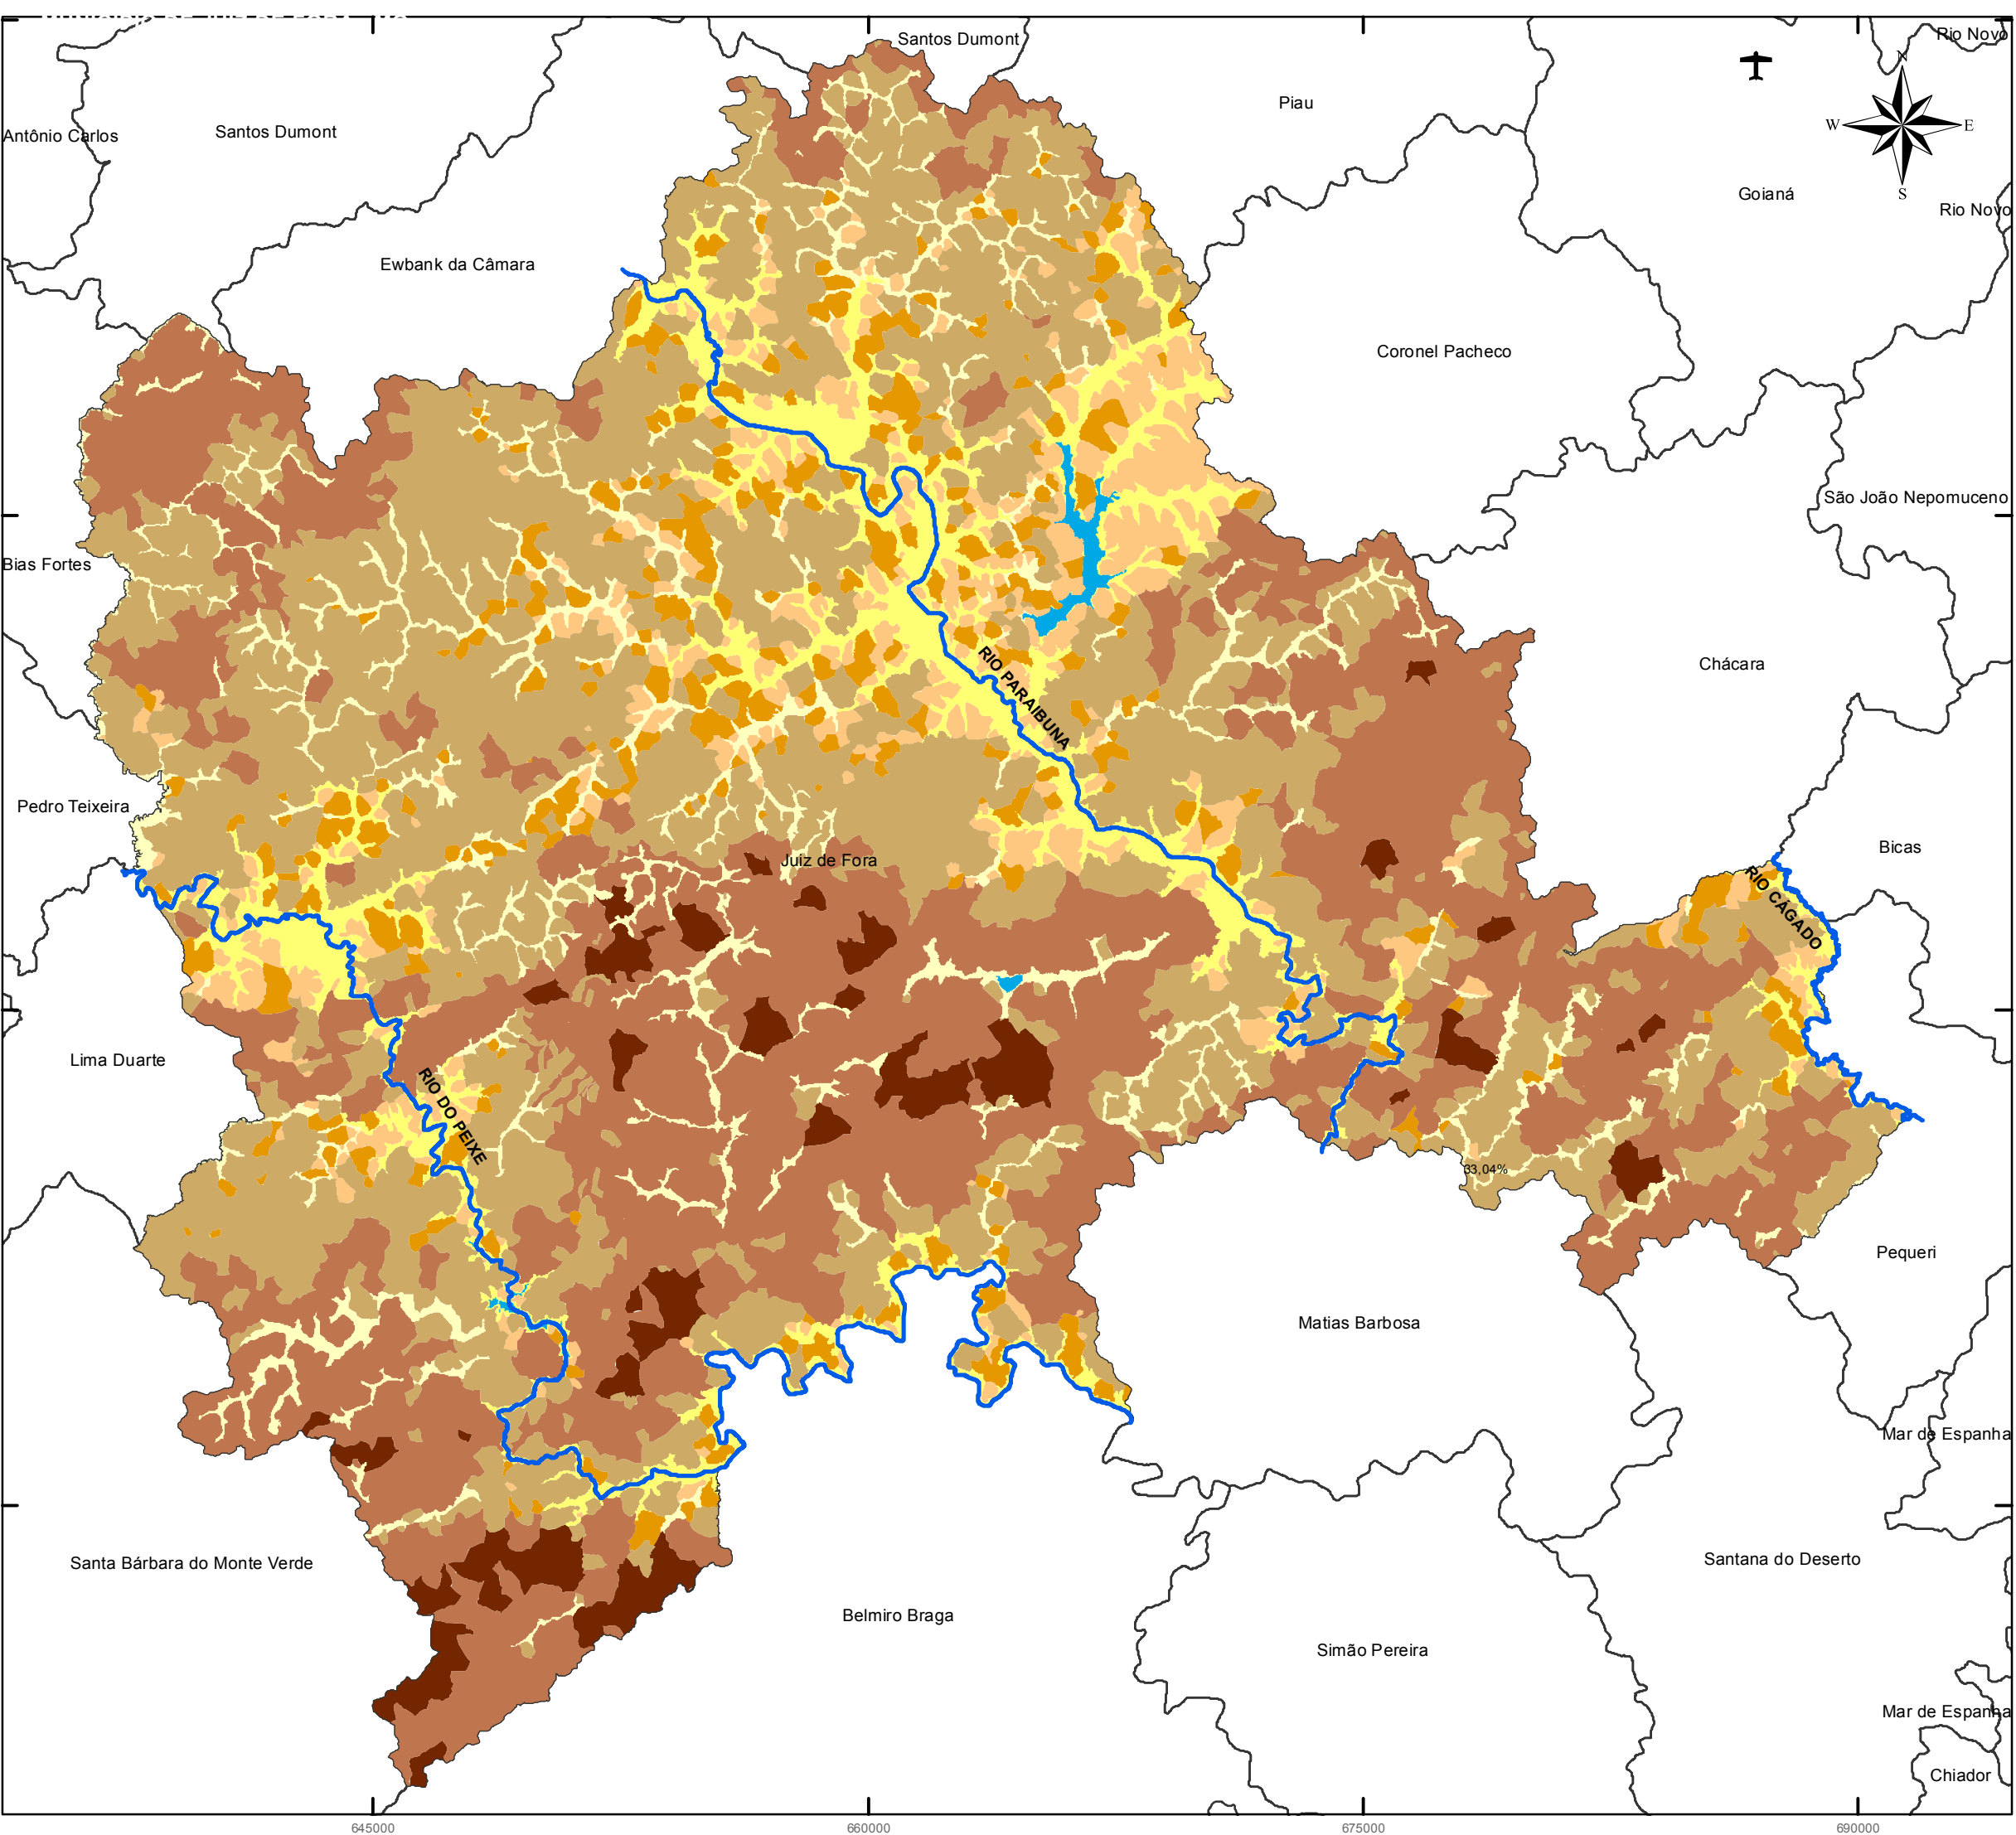 Santos Dumont
Rio Novo
Piau
N
Antônio Carlos
Santos Dumont
W
E
Goianá
S
Rio Novo
Ewbank da Câmara
Coronel Pacheco
São João Nepomuceno
Bias Fortes
Chácara
RIO PARAIBUNA
Pedro Teixeira
Juiz de Fora
Bicas
RIO CÁGADO
Lima Duarte
RIO DO PEIXE
33,04%
Pequeri
Matias Barbosa
Mar de Espanha
Santa Bárbara do Monte Verde
Santana do Deserto
Belmiro Braga
Simão Pereira
Mar de Espanha
Chiador
645000
660000
675000
690000